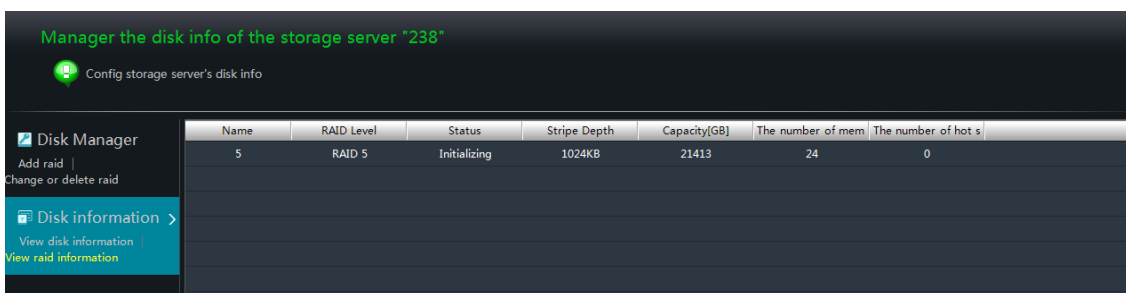 Manager the disk info of the storage server "238"
Config storage server's disk info
Disk Manager
Add raid |
Change or delete raid
Disk information >
View disk information |
View raid information
Name RAID Level Status Stripe Depth Capacity[GB] The number of mem The number of hot s
5 RAID 5 Initializing 1024KB 21413 24 0